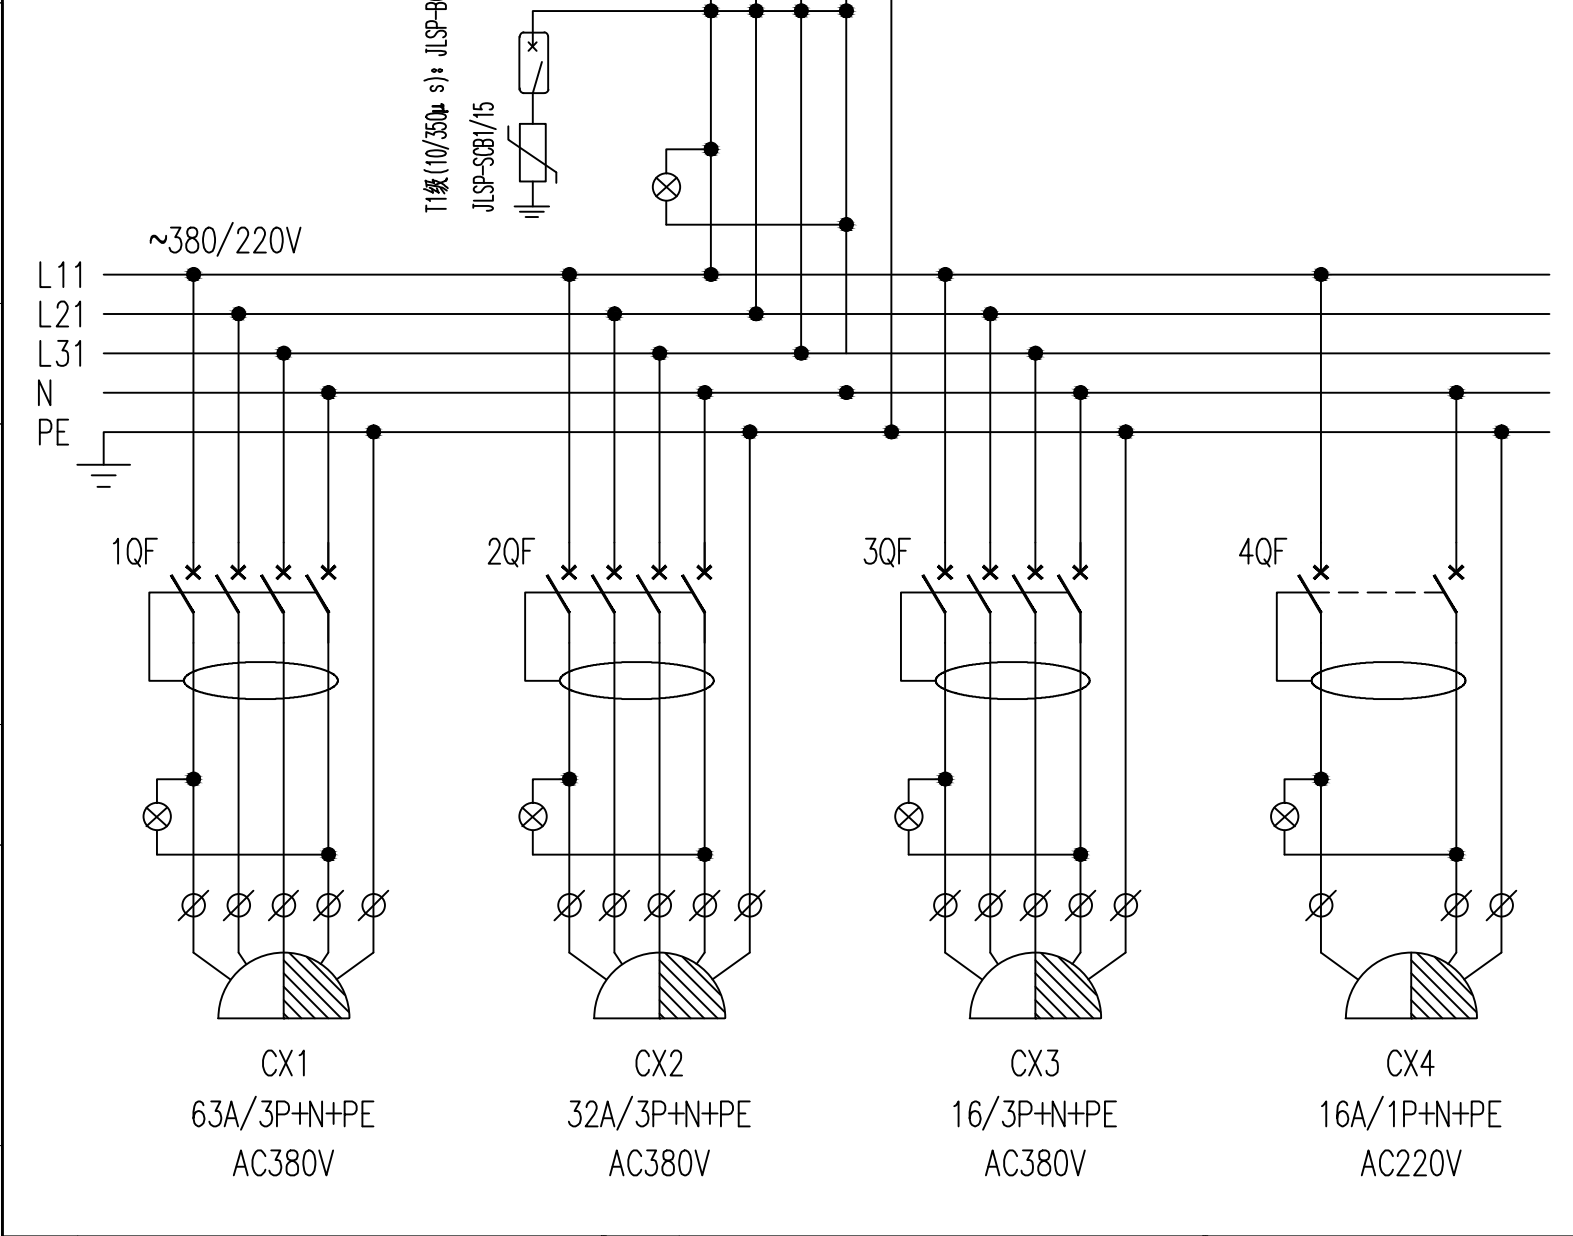 T1级(10/350μ s): JLSP-B
JLSP-SCB1/15
~380/220V
L11
L21
L31
N
PE
1QF
2QF
3QF
4QF
CX1
63A/3P+N+PE
AC380V
CX2
32A/3P+N+PE
AC380V
CX3
16/3P+N+PE
AC380V
CX4
16A/1P+N+PE
AC220V